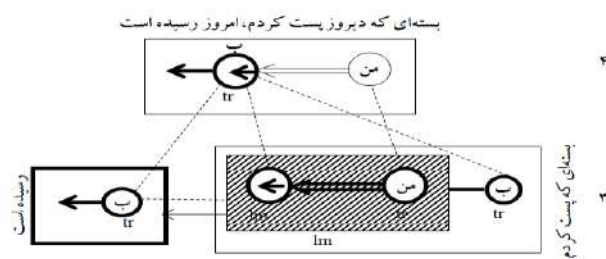 بسته‌ای که دیروز پست کردم، امروز رسیده است
۴
ب
من
tr
بسته‌ای که پست کردم
۳
ب
tr
من
tr
lm
lm
ب
tr
رسیده است